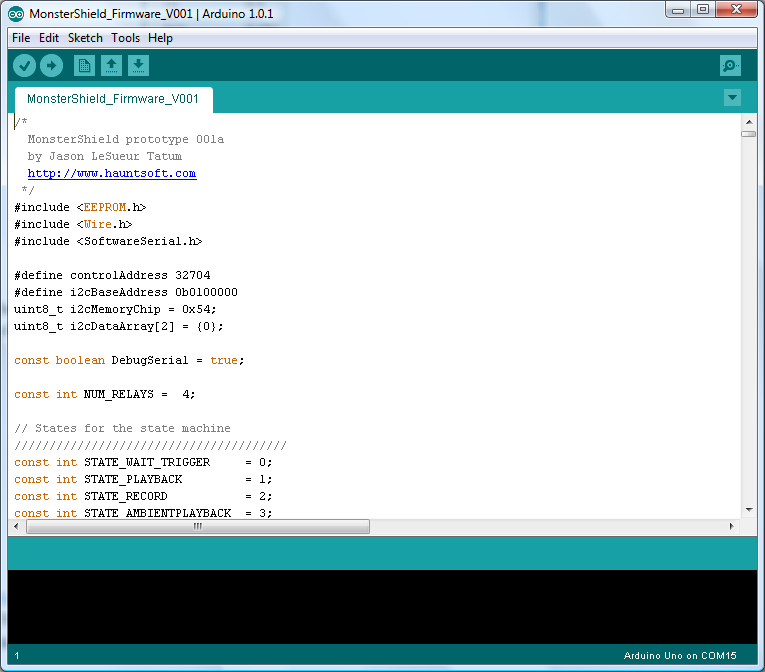 MonsterShield_Firmware_V001 | Arduino 1.0.1
File Edit Sketch Tools Help
MonsterShield_Firmware_V001
/*
  MonsterShield prototype 001a
  by Jason LeSueur Tatum
  http://www.hauntsoft.com
 */
#include <EEPROM.h>
#include <Wire.h>
#include <SoftwareSerial.h>
#define controlAddress 32704
#define i2cBaseAddress 0b0100000
uint8_t i2cMemoryChip = 0x54;
uint8_t i2cDataArray[2] = {0};
const boolean DebugSerial = true;
const int NUM_RELAYS =  4;
// States for the state machine
///////////////////////////////////////
const int STATE_WAIT_TRIGGER     = 0;
const int STATE_PLAYBACK         = 1;
const int STATE_RECORD           = 2;
const int STATE_AMBIENTPLAYBACK  = 3;
1
Arduino Uno on COM15